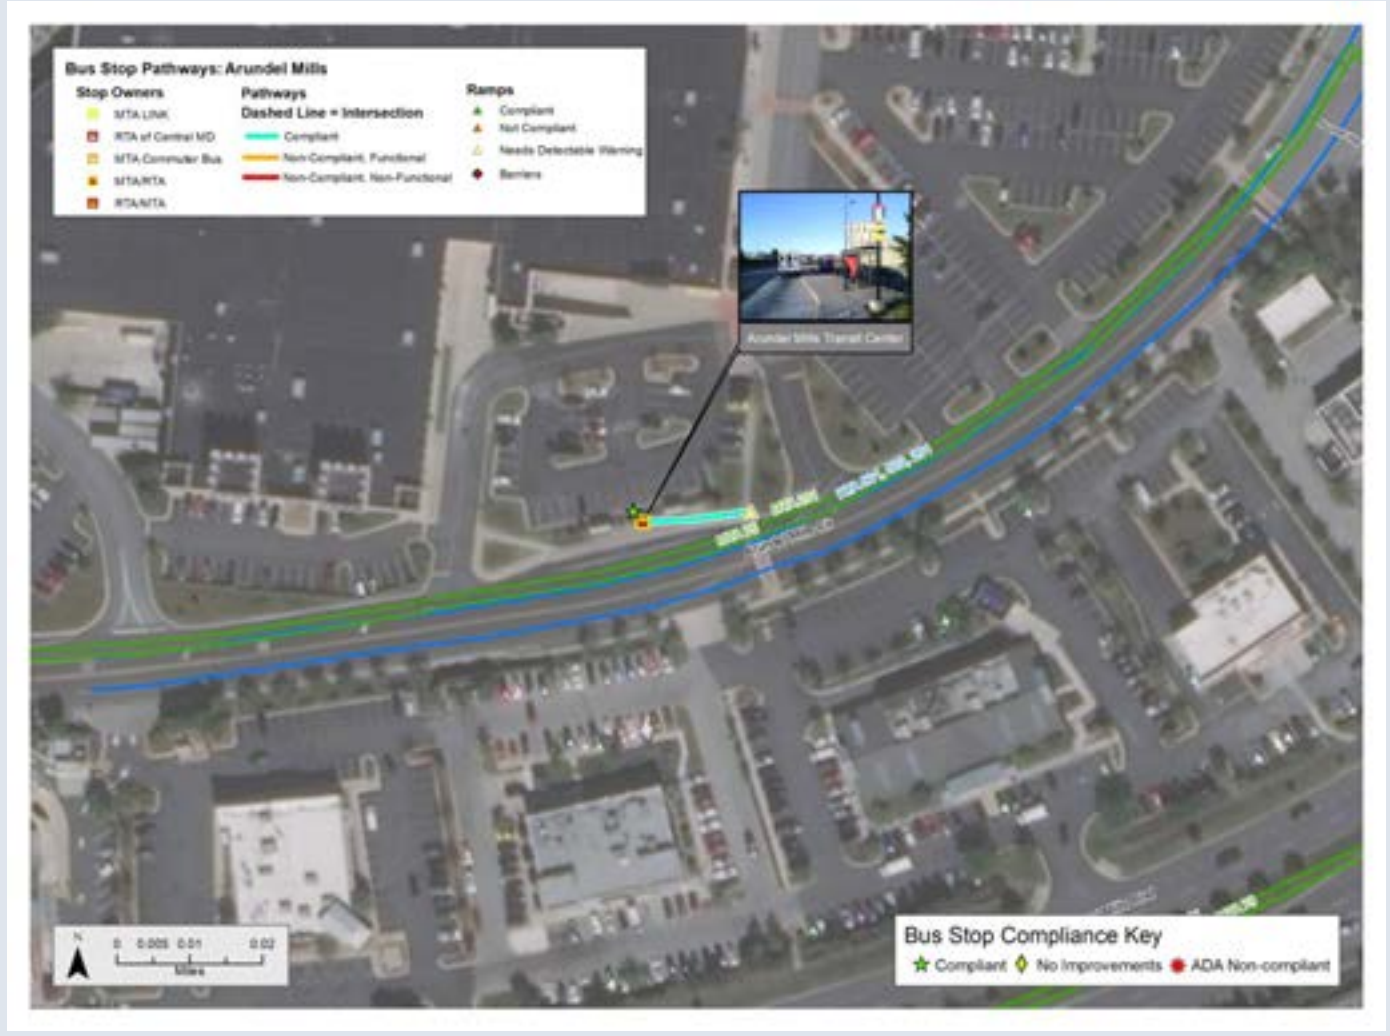 Bus Stop Pathways: Arundel Mills
Stop Owners
MTA LINK
RTA of Central MD
MTA Commuter Bus
MTA/RTA
RTA/MTA
Pathways
Dashed Line = Intersection
Compliant
Non-Compliant, Functional
Non-Compliant, Non-Functional
Ramps
Compliant
Not Compliant
Needs Detectable Warning
Barriers
Arundel Mills Transit Center
N
0 0.005 0.01 0.02
Miles
Bus Stop Compliance Key
Compliant No Improvements ADA Non-compliant